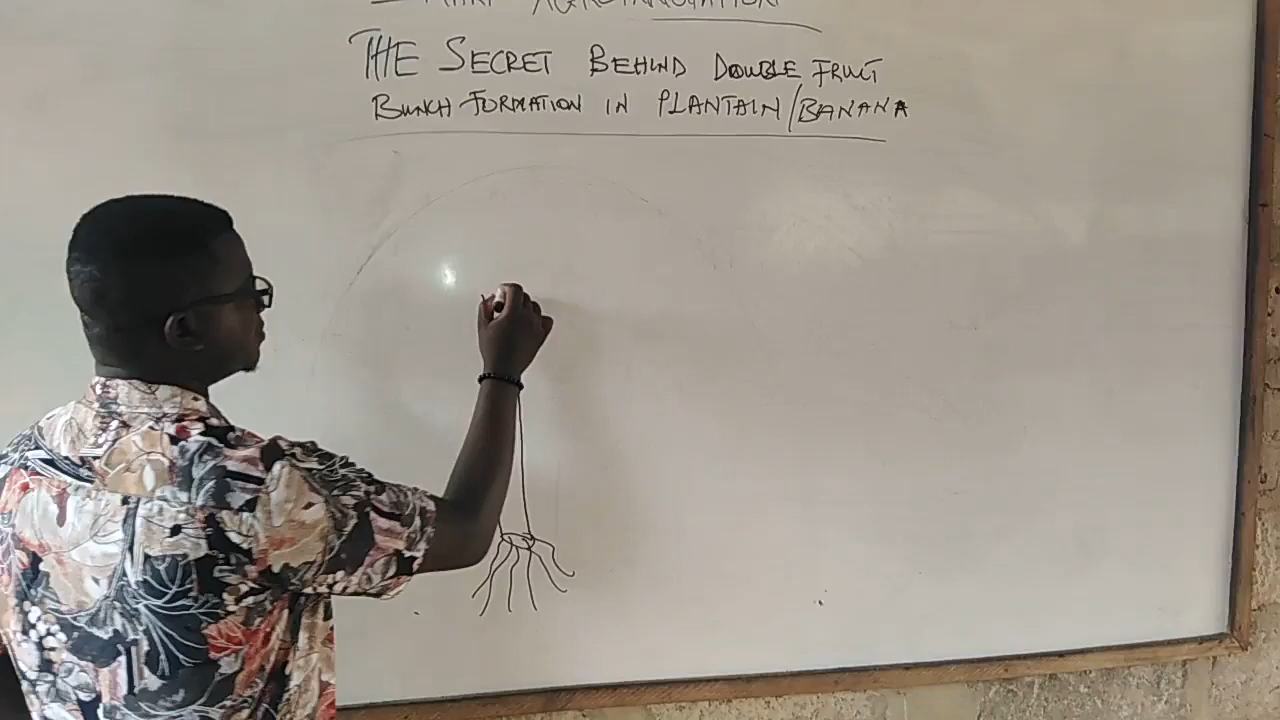 THE SECRET BEHIND DOUBLE FRUIT
BUNCH FORMATION IN PLANTAIN/BANANA